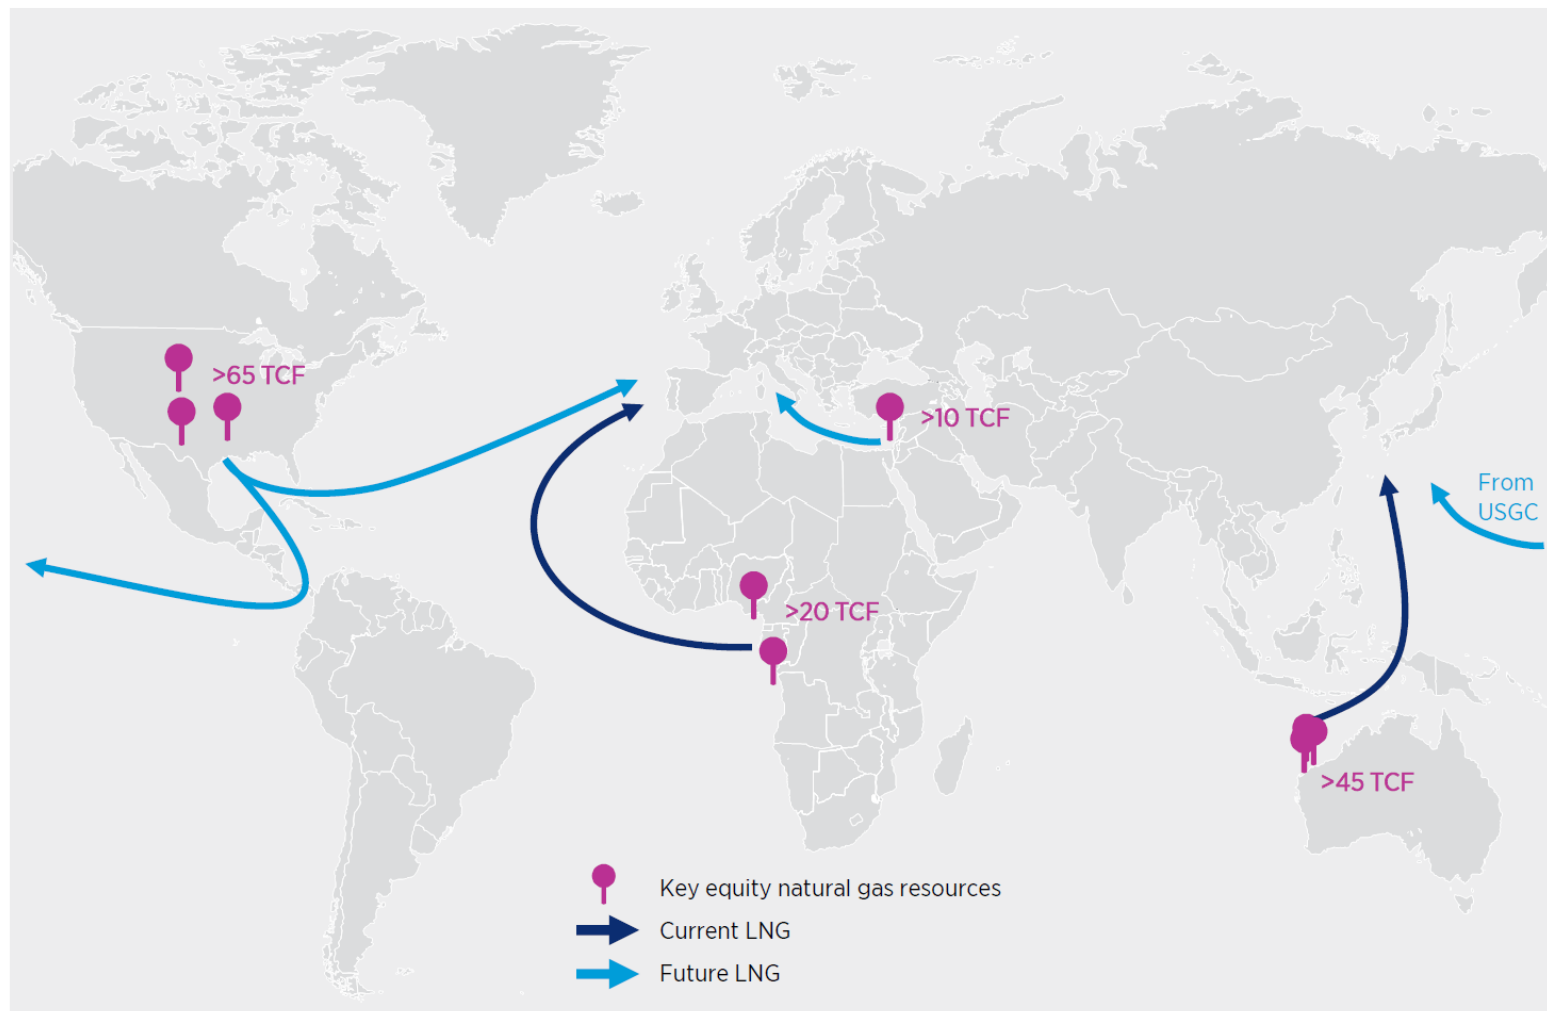 >65 TCF
>10 TCF
From
USGC
>20 TCF
>45 TCF
Key equity natural gas resources
Current LNG
Future LNG